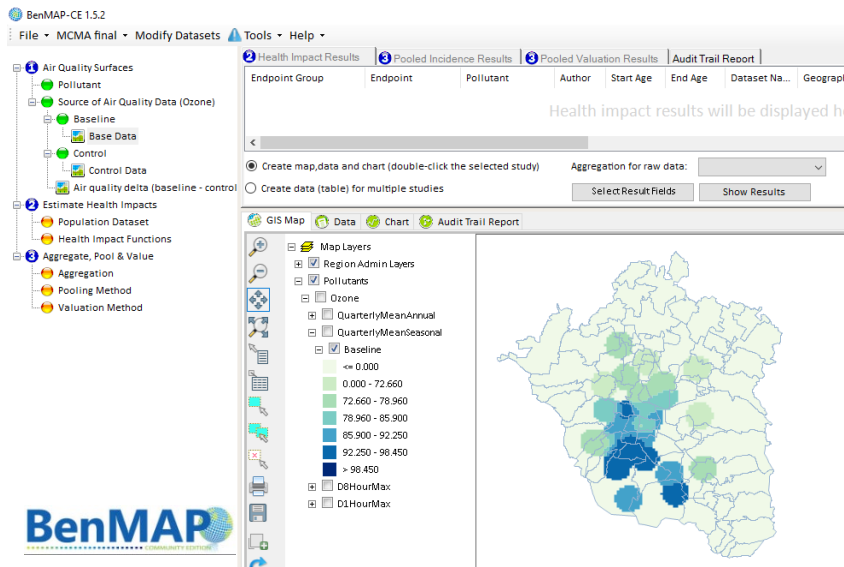 BenMAP-CE 1.5.2
File MCMA final Modify Datasets Tools Help
1 Air Quality Surfaces
Pollutant
Source of Air Quality Data (Ozone)
Baseline
Base Data
Control
Control Data
Air quality delta (baseline - control
2 Estimate Health Impacts
Population Dataset
Health Impact Functions
3 Aggregate, Pool & Value
Aggregation
Pooling Method
Valuation Method
BenMAP
COMMUNITY EDITION
2 Health Impact Results 3 Pooled Incidence Results 3 Pooled Valuation Results Audit Trail Report
Endpoint Group Endpoint Pollutant Author Start Age End Age Dataset Na... Geograph
Health impact results will be displayed h
Create map,data and chart (double-click the selected study) Aggregation for raw data:
Create data (table) for multiple studies Select Result Fields Show Results
GIS Map Data Chart Audit Trail Report
Map Layers
Region Admin Layers
Pollutants
Ozone
QuarterlyMeanAnnual
QuarterlyMeanSeasonal
Baseline
<= 0.000
0.000 - 72.660
72.660 - 78.960
78.960 - 85.900
85.900 - 92.250
92.250 - 98.450
> 98.450
D8HourMax
D1HourMax